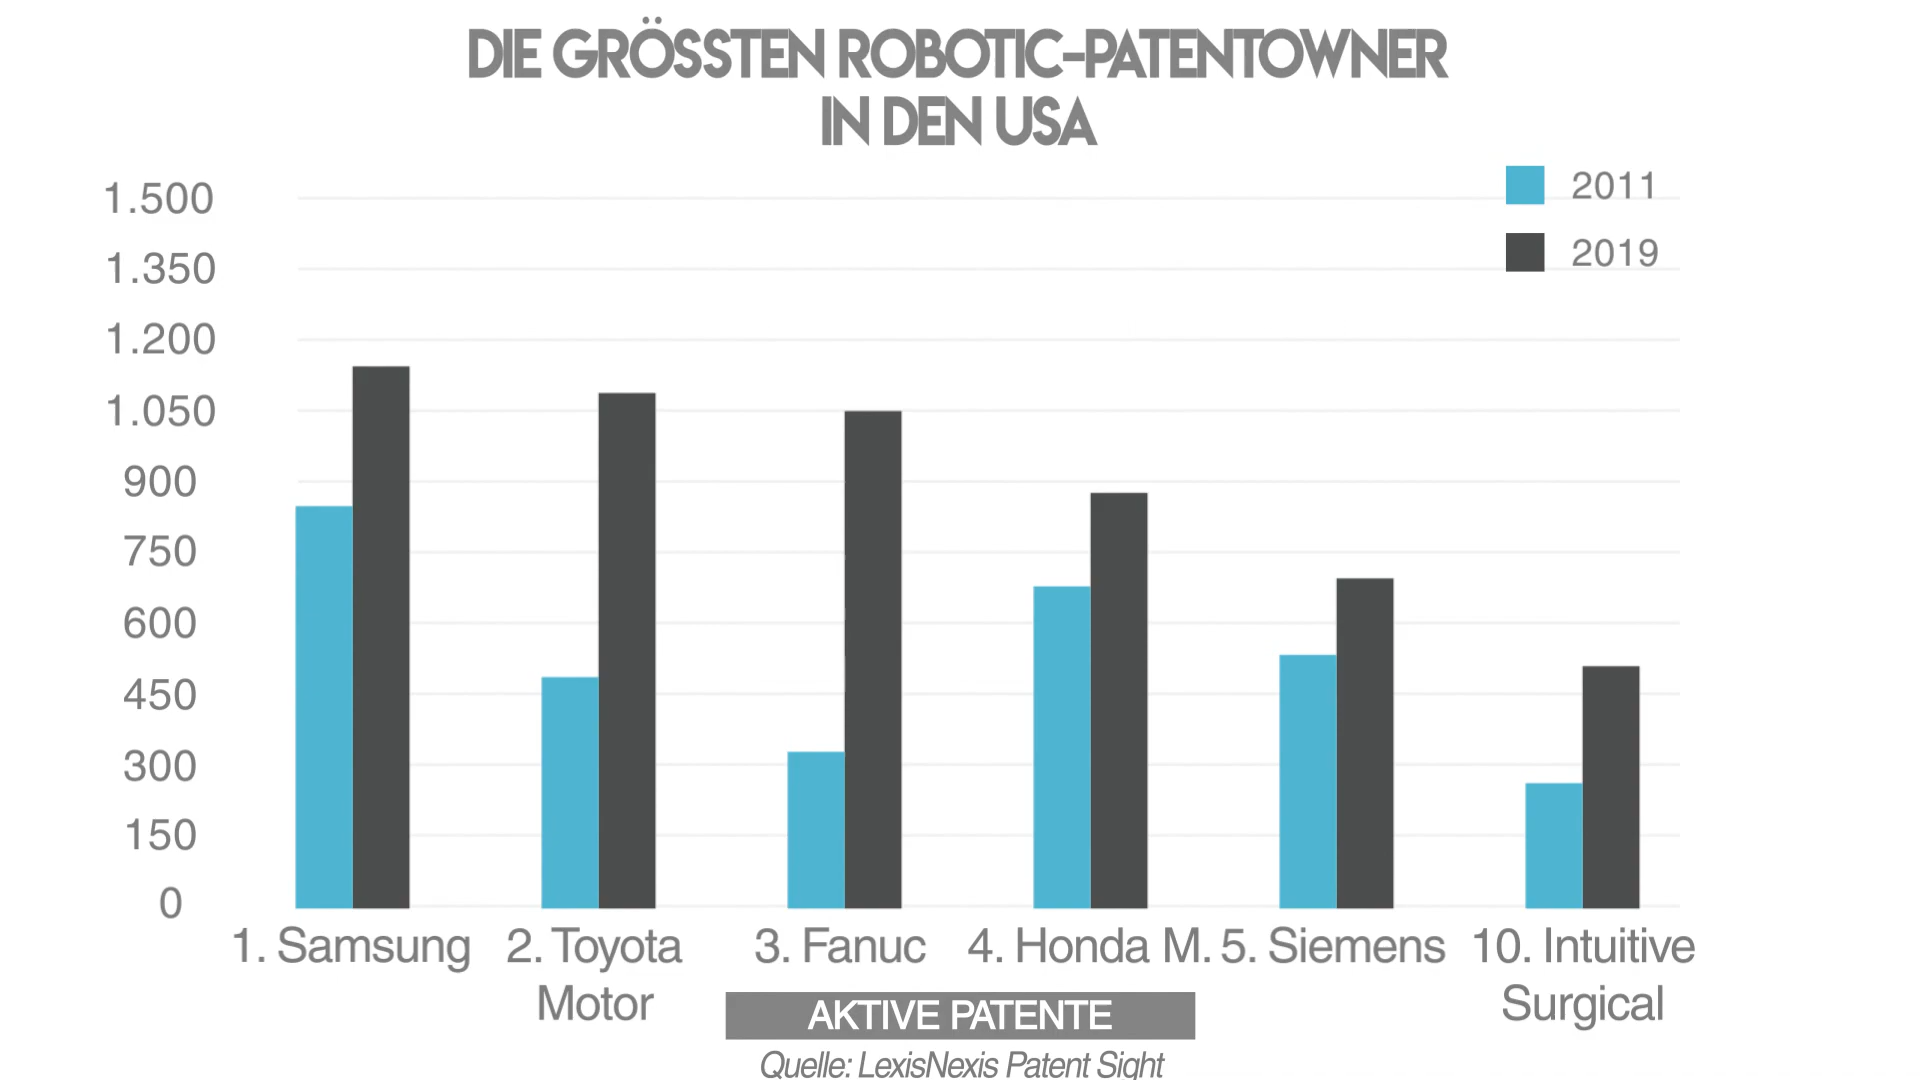 DIE GRÖSSTEN ROBOTIC-PATENTOWNER
IN DEN USA
2011
2019
1.500
1.350
1.200
1.050
900
750
600
450
300
150
0
1. Samsung
2. Toyota
Motor
3. Fanuc
4. Honda M.
5. Siemens
10. Intuitive
Surgical
AKTIVE PATENTE
Quelle: LexisNexis Patent Sight